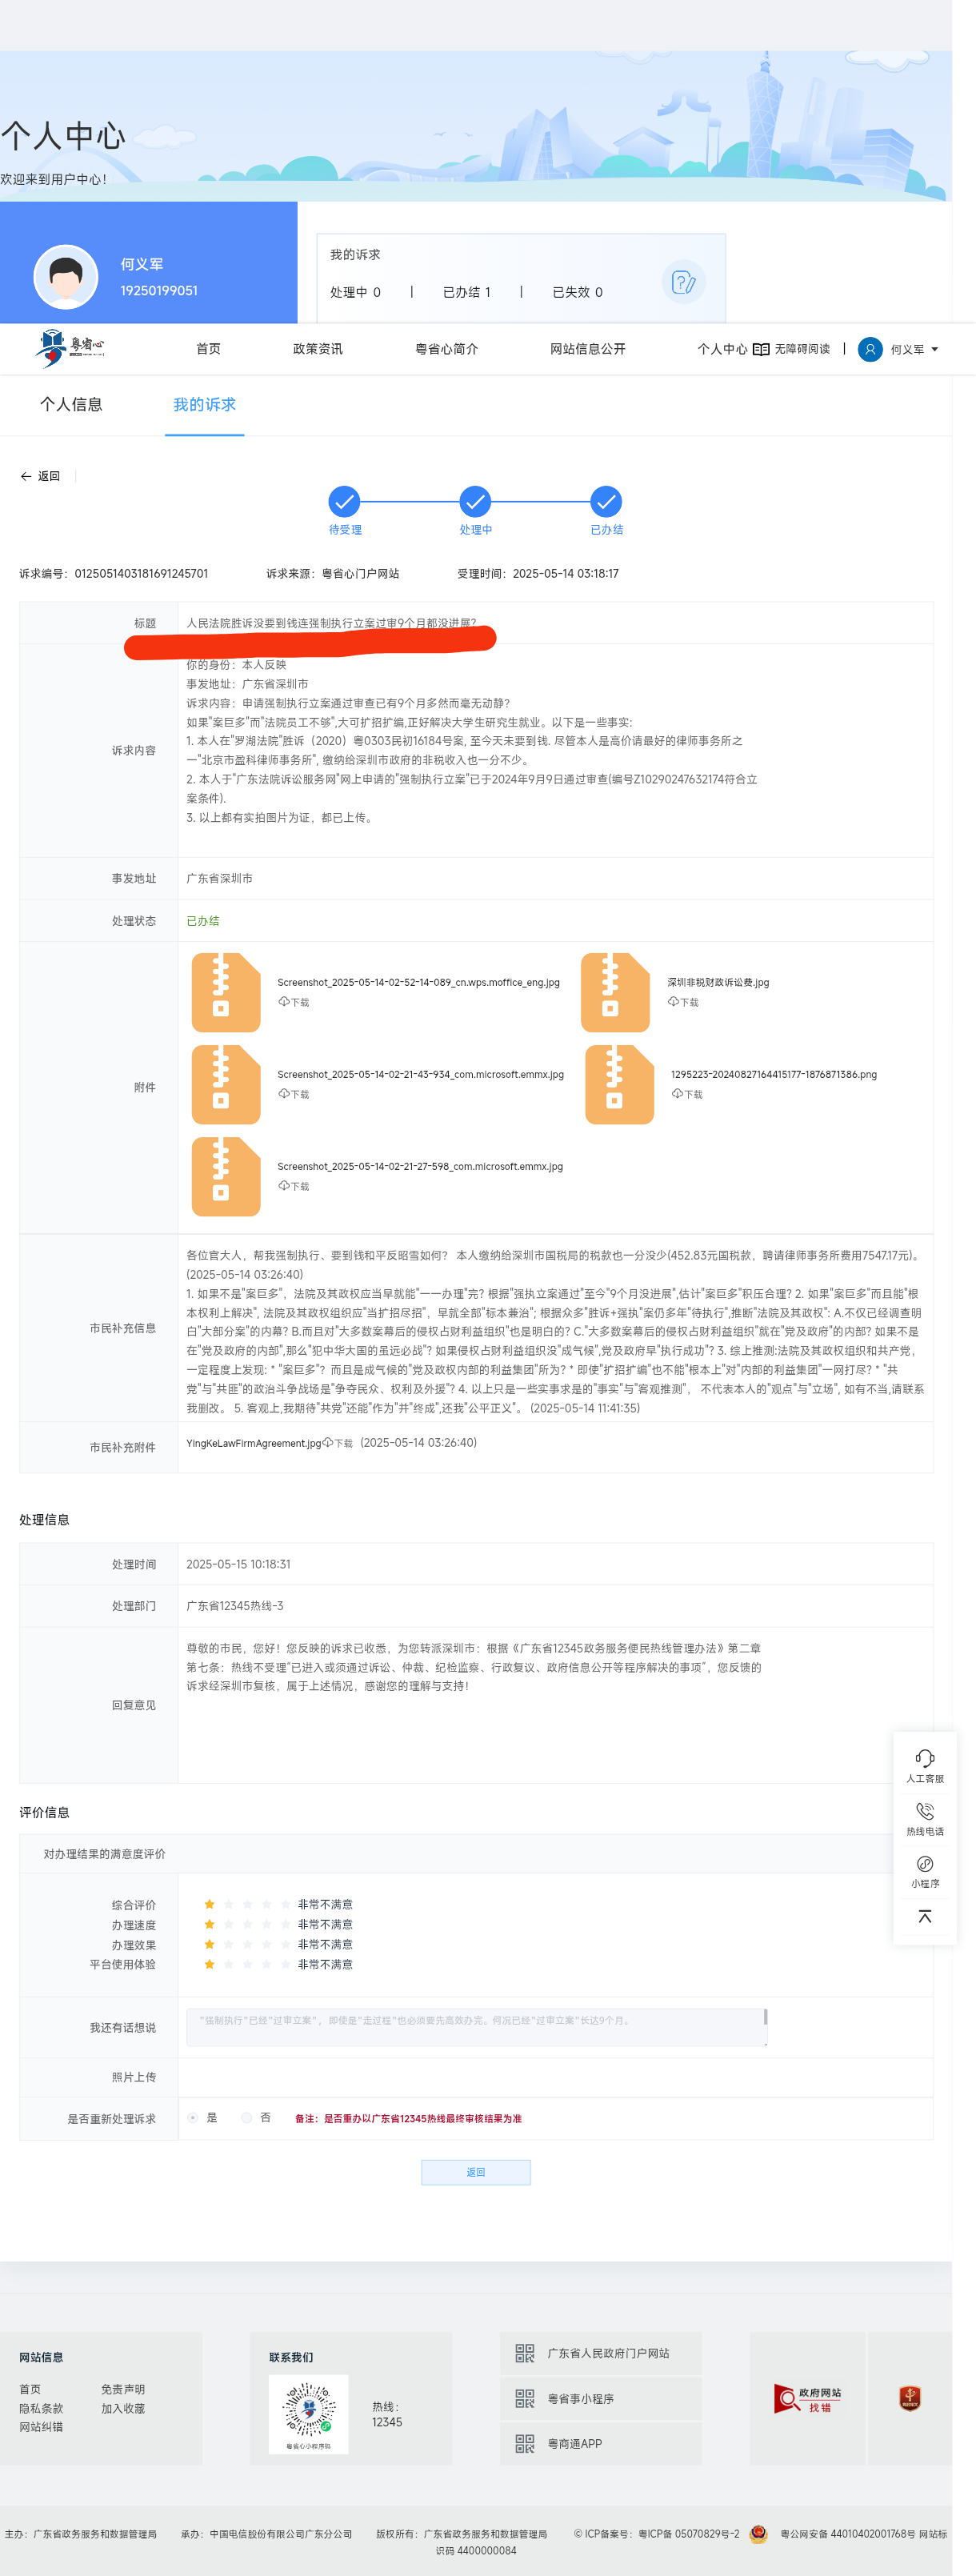 个人中心
欢迎来到用户中心!
何义军
19250199051
我的诉求
处理中 0 | 已办结 1 | 已失效 0
粤省心
首页 政策资讯 粤省心简介 网站信息公开 个人中心 无障碍阅读 | 何义军
个人信息 我的诉求
返回
待受理 处理中 已办结
诉求编号：0125051403181691245701 诉求来源：粤省心门户网站 受理时间：2025-05-14 03:18:17
标题 人民法院胜诉没要到钱连强制执行立案过审9个月都没进展?
你的身份：本人反映
事发地址：广东省深圳市
诉求内容：申请强制执行立案通过审查已有9个月多然而毫无动静?
如果"案巨多"而"法院员工不够",大可扩招扩编,正好解决大学生研究生就业。以下是一些事实:
1. 本人在"罗湖法院"胜诉（2020）粤0303民初16184号案, 至今天未要到钱. 尽管本人是高价请最好的律师事务所之
诉求内容
一"北京市盈科律师事务所", 缴纳给深圳市政府的非税收入也一分不少。
2. 本人于"广东法院诉讼服务网"网上申请的"强制执行立案"已于2024年9月9日通过审查(编号Z10290247632174符合立
案条件).
3. 以上都有实拍图片为证，都已上传。
事发地址 广东省深圳市
处理状态 已办结
附件
Screenshot_2025-05-14-02-52-14-089_cn.wps.moffice_eng.jpg 深圳非税财政诉讼费.jpg
下载 下载
Screenshot_2025-05-14-02-21-43-934_com.microsoft.emmx.jpg 1295223-20240827164415177-1876871386.png
下载 下载
Screenshot_2025-05-14-02-21-27-598_com.microsoft.emmx.jpg
下载
市民补充信息
各位官大人，帮我强制执行、要到钱和平反昭雪如何？ 本人缴纳给深圳市国税局的税款也一分没少(452.83元国税款，聘请律师事务所费用7547.17元)。
(2025-05-14 03:26:40)
1. 如果不是"案巨多"，法院及其政权应当早就能"一一办理"完? 根据"强执立案通过"至今"9个月没进展",估计"案巨多"积压合理? 2. 如果"案巨多"而且能"根
本权利上解决", 法院及其政权组织应"当扩招尽招"，早就全部"标本兼治"; 根据众多"胜诉+强执"案仍多年"待执行",推断"法院及其政权": A.不仅已经调查明
白"大部分案"的内幕? B.而且对"大多数案幕后的侵权占财利益组织"也是明白的? C."大多数案幕后的侵权占财利益组织"就在"党及政府"的内部? 如果不是
在"党及政府的内部",那么"犯中华大国的虽远必诛"? 如果侵权占财利益组织没"成气候",党及政府早"执行成功"? 3. 综上推测:法院及其政权组织和共产党，
一定程度上发现: * "案巨多"？而且是成气候的"党及政权内部的利益集团"所为? * 即使"扩招扩编"也不能"根本上"对"内部的利益集团"一网打尽? * "共
党"与"共匪"的政治斗争战场是"争夺民众、权利及外援"? 4. 以上只是一些实事求是的"事实"与"客观推测"， 不代表本人的"观点"与"立场", 如有不当,请联系
我删改。 5. 客观上,我期待"共党"还能"作为"并"终成",还我"公平正义"。 (2025-05-14 11:41:35)
市民补充附件 YingKeLawFirmAgreement.jpg 下载 (2025-05-14 03:26:40)
处理信息
处理时间 2025-05-15 10:18:31
处理部门 广东省12345热线-3
回复意见
尊敬的市民，您好！您反映的诉求已收悉，为您转派深圳市：根据《广东省12345政务服务便民热线管理办法》第二章
第七条：热线不受理"已进入或须通过诉讼、仲裁、纪检监察、行政复议、政府信息公开等程序解决的事项"，您反馈的
诉求经深圳市复核，属于上述情况，感谢您的理解与支持！
人工客服
热线电话
小程序
评价信息
对办理结果的满意度评价
综合评价 非常不满意
办理速度 非常不满意
办理效果 非常不满意
平台使用体验 非常不满意
我还有话想说 "强制执行"已经"过审立案"，即使是"走过程"也必须要先高效办完。何况已经"过审立案"长达9个月。
照片上传
是否重新处理诉求 是 否 备注：是否重办以广东省12345热线最终审核结果为准
返回
网站信息
首页 免责声明
隐私条款 加入收藏
网站纠错
联系我们
粤省心小程序码
热线：
12345
广东省人民政府门户网站
粤省事小程序
粤商通APP
政府网站
找错
主办：广东省政务服务和数据管理局 承办：中国电信股份有限公司广东分公司 版权所有：广东省政务服务和数据管理局 © ICP备案号：粤ICP备 05070829号-2 粤公网安备 44010402001768号 网站标
识码 4400000084